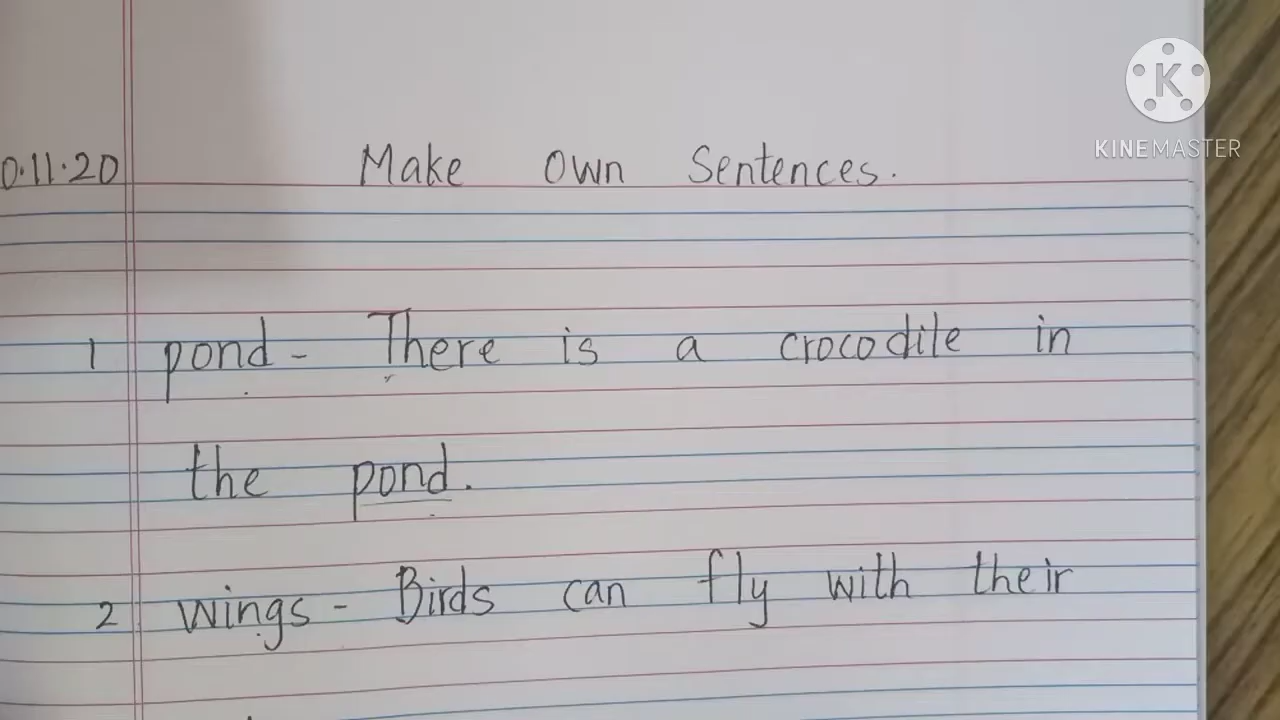 0.11.20 Make Own Sentences.
KINEMASTER
1 pond - There is a crocodile in
the pond.
2 wings - Birds can fly with their